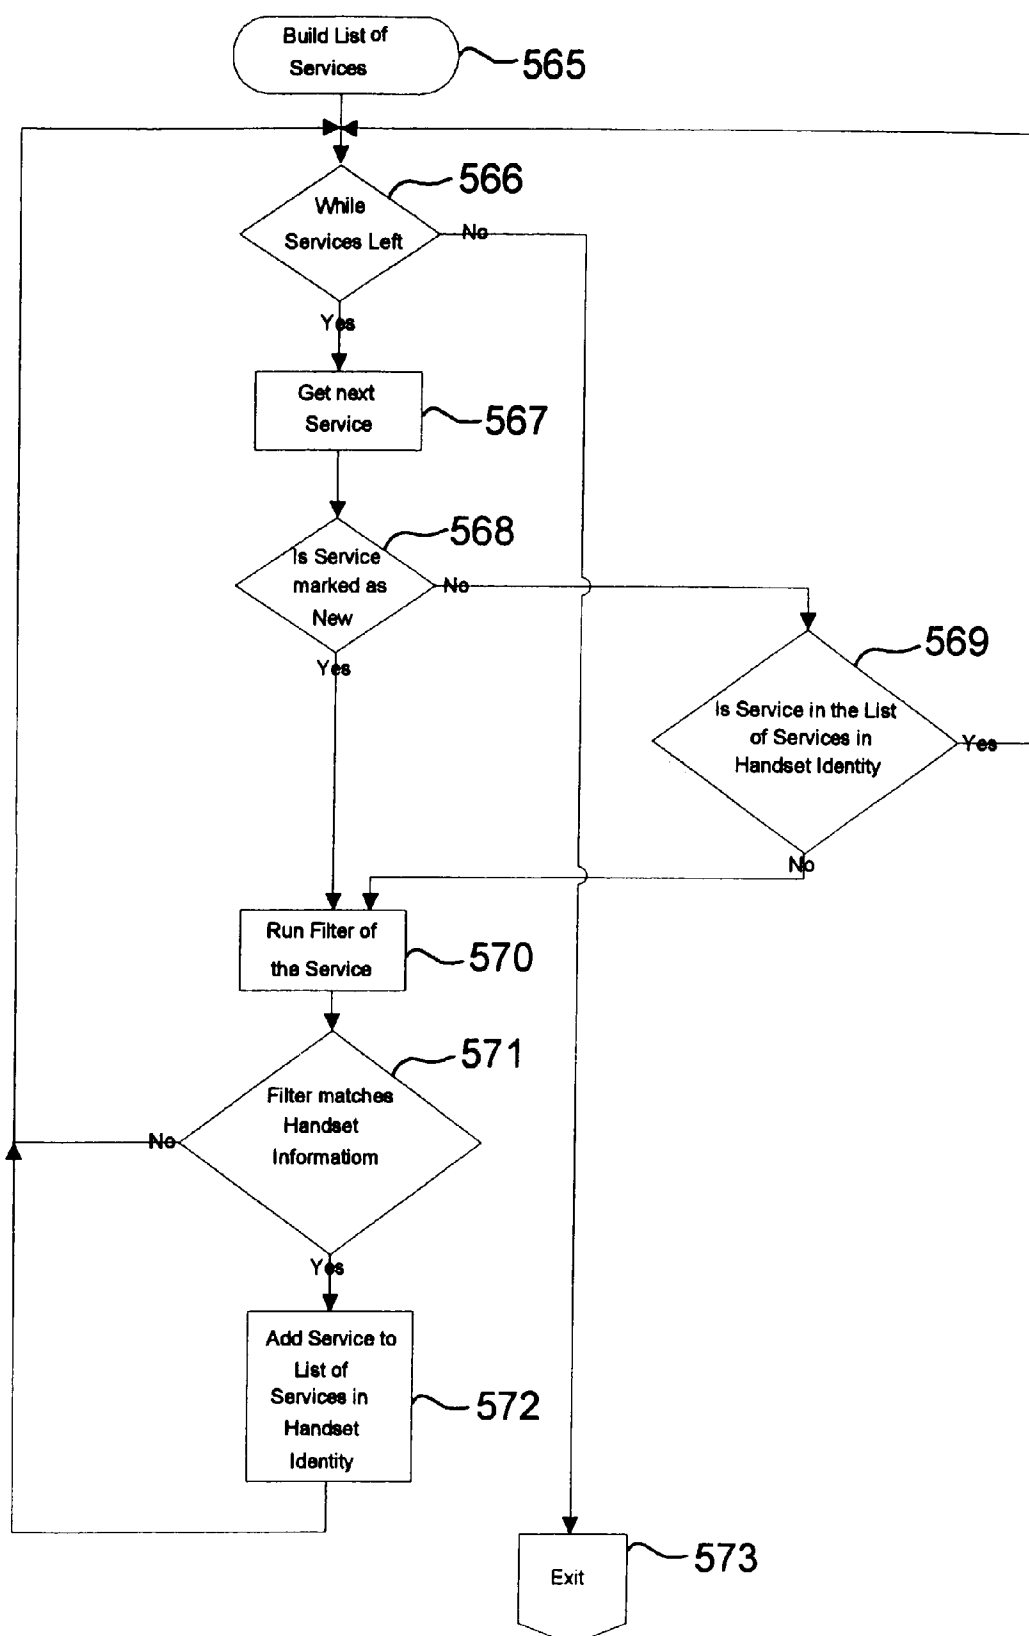 Build List of
Services
565
566
While
Services Left
No
Yes
Get next
Service
567
568
Is Service
marked as
New
No
Yes
569
Is Service in the List
of Services in
Handset Identity
Yes
No
Run Filter of
the Service
570
571
Filter matches
Handset
Informatiom
No
Yes
Add Service to
List of
Services in
Handset
Identity
572
573
Exit